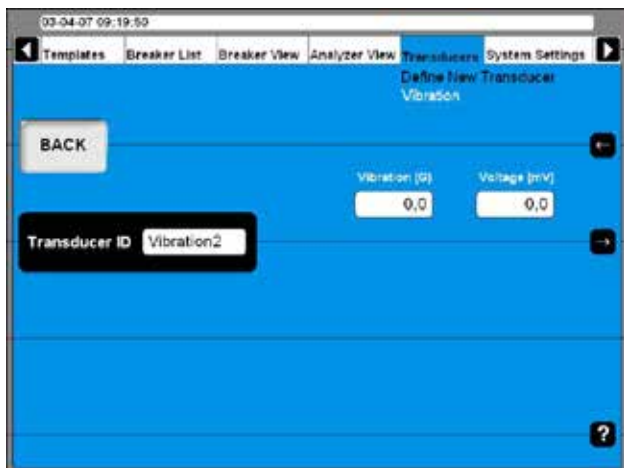 03-04-07 09:19:50
Templates Breaker List Breaker View Analyzer View Transducers System Settings
Define New Transducer
Vibration
BACK
←
Vibration (G) Voltage (mV)
0,0 0,0
Transducer ID Vibration2
→
?